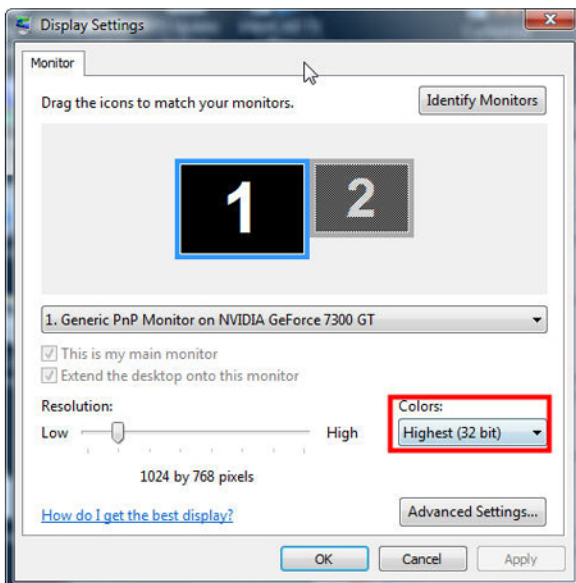 Display Settings
Monitor
Drag the icons to match your monitors.
Identify Monitors
1
2
1. Generic PnP Monitor on NVIDIA GeForce 7300 GT
This is my main monitor
Extend the desktop onto this monitor
Resolution:
Colors:
Low
High
Highest (32 bit)
1024 by 768 pixels
How do I get the best display?
Advanced Settings...
OK
Cancel
Apply